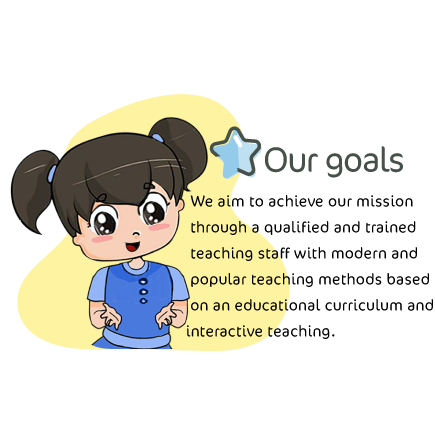 Our goals
We aim to achieve our mission
through a qualified and trained
teaching staff with modern and
popular teaching methods based
on an educational curriculum and
interactive teaching.